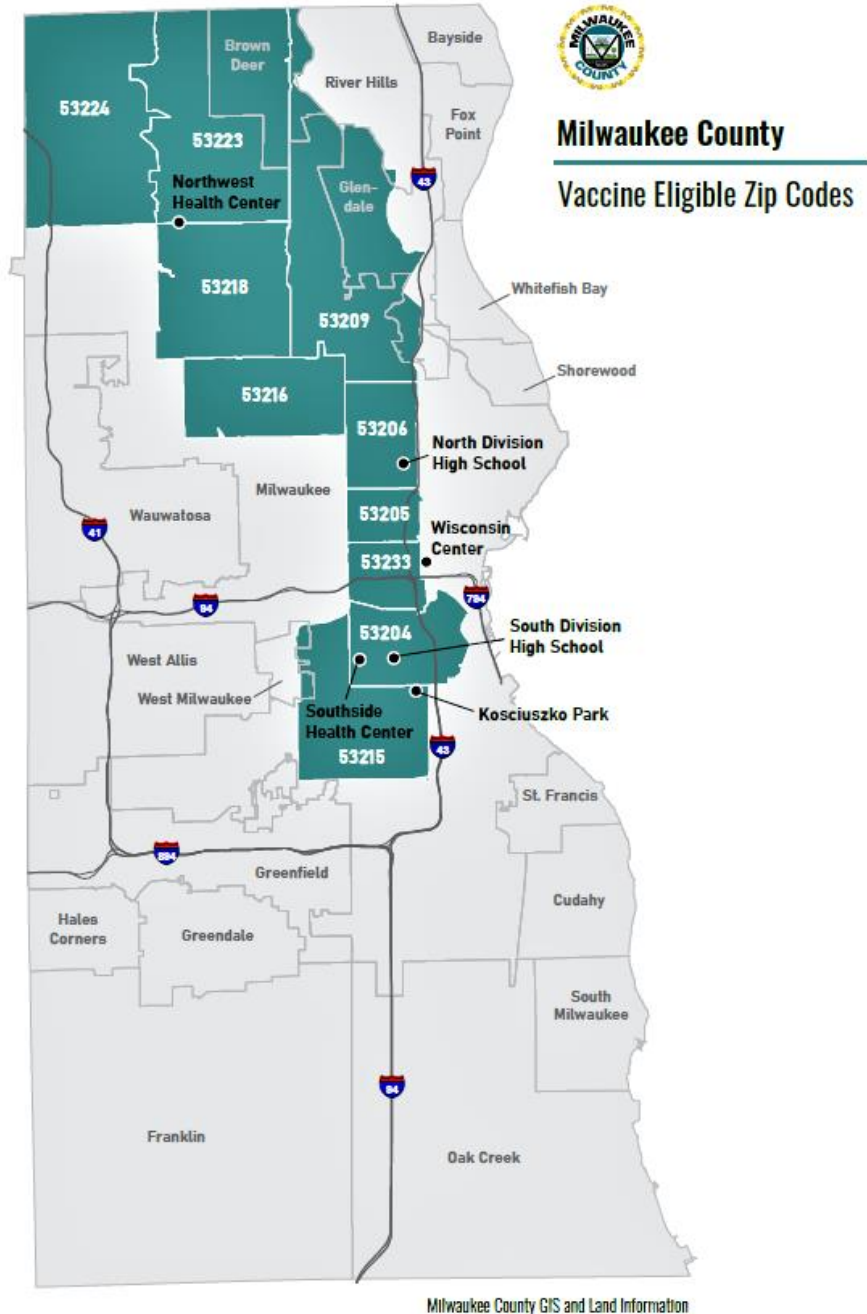 MILWAUKEE
COUNTY
Milwaukee County
Vaccine Eligible Zip Codes
Bayside
Brown
Deer
River Hills
Fox
Point
53224
53223
Northwest
Health Center
Glen-
dale
43
53218
53209
Whitefish Bay
Shorewood
53216
53206
North Division
High School
Milwaukee
Wauwatosa
41
53205
Wisconsin
Center
53233
94
794
53204
South Division
High School
West Allis
West Milwaukee
Southside
Health Center
Kosciuszko Park
53215
43
St. Francis
894
Greenfield
Cudahy
Hales
Corners
Greendale
South
Milwaukee
94
Franklin
Oak Creek
Milwaukee County GIS and Land Information